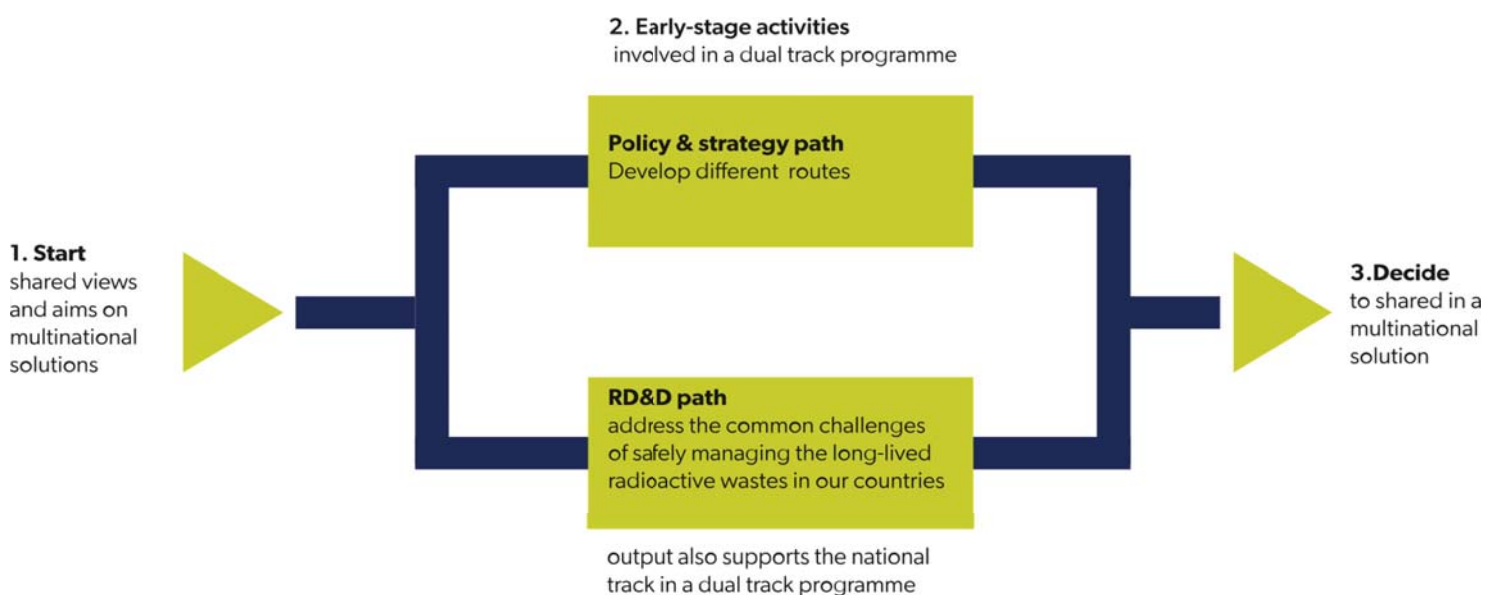 2. Early-stage activities
involved in a dual track programme
Policy & strategy path
Develop different routes
1. Start
shared views
and aims on
multinational
solutions
3.Decide
to shared in a
multinational
solution
RD&D path
address the common challenges
of safely managing the long-lived
radioactive wastes in our countries
output also supports the national
track in a dual track programme